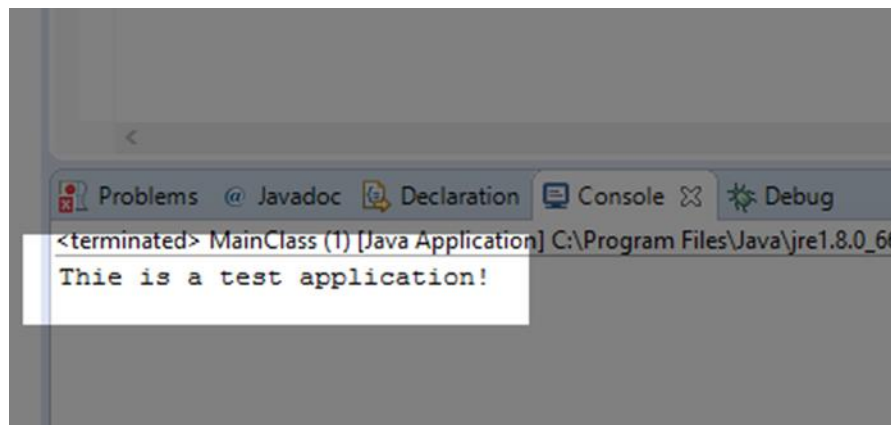 Problems @ Javadoc Declaration Console Debug
<terminated> MainClass (1) [Java Application] C:\Program Files\Java\jre1.8.0_66
Thie is a test application!